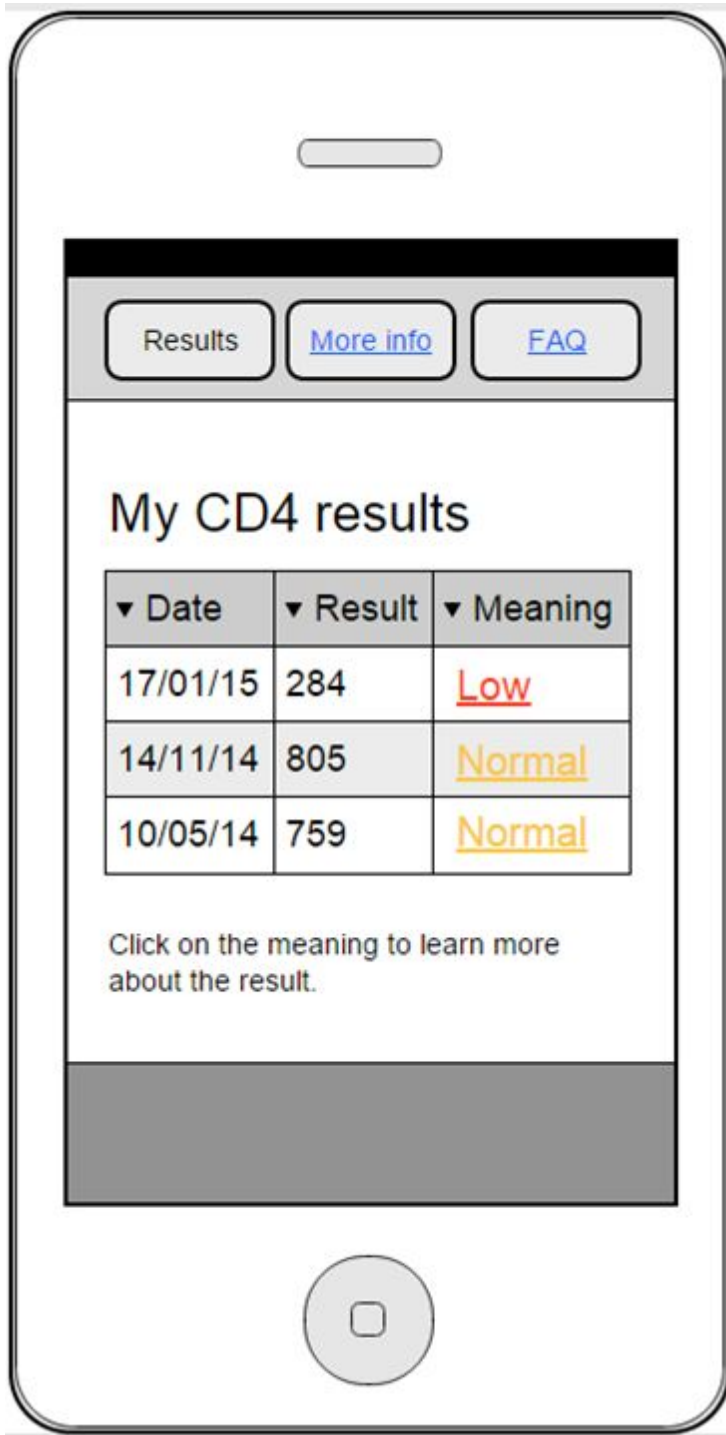 Results More info FAQ
My CD4 results
▼ Date ▼ Result ▼ Meaning
17/01/15 284 Low
14/11/14 805 Normal
10/05/14 759 Normal
Click on the meaning to learn more
about the result.